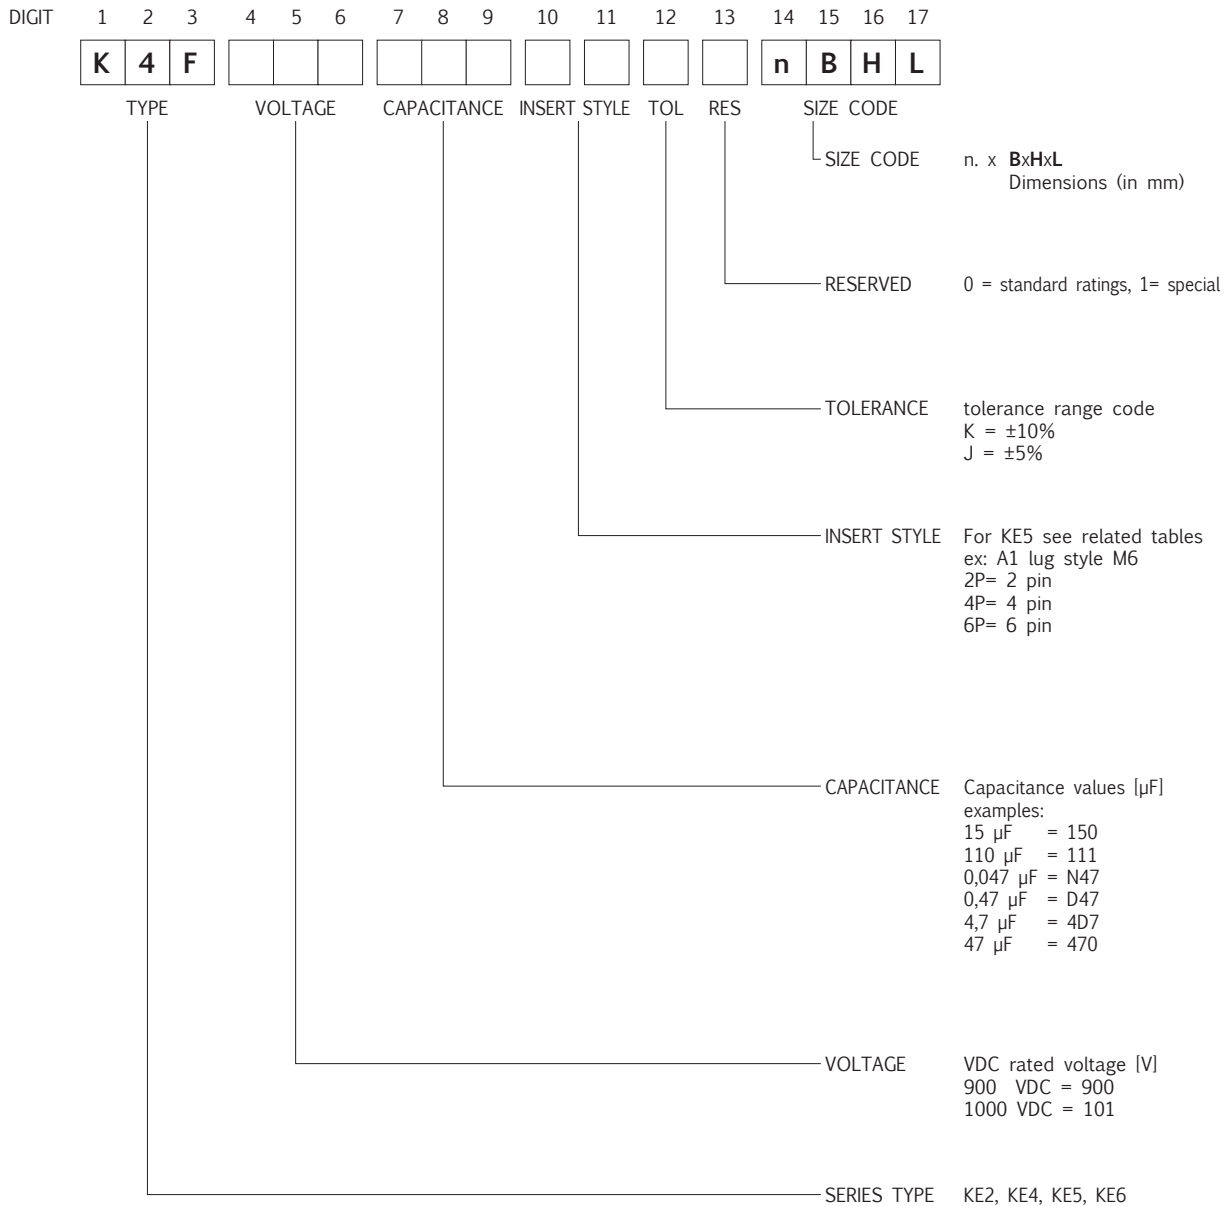 DIGIT 1 2 3 4 5 6 7 8 9 10 11 12 13 14 15 16 17
K 4 F n B H L
TYPE VOLTAGE CAPACITANCE INSERT STYLE TOL RES SIZE CODE
SIZE CODE n. x BxHxL
Dimensions (in mm)
RESERVED 0 = standard ratings, 1= special
TOLERANCE tolerance range code
K = ±10%
J = ±5%
INSERT STYLE For KE5 see related tables
ex: A1 lug style M6
2P= 2 pin
4P= 4 pin
6P= 6 pin
CAPACITANCE Capacitance values [µF]
examples:
15 µF = 150
110 µF = 111
0,047 µF = N47
0,47 µF = D47
4,7 µF = 4D7
47 µF = 470
VOLTAGE VDC rated voltage [V]
900 VDC = 900
1000 VDC = 101
SERIES TYPE KE2, KE4, KE5, KE6